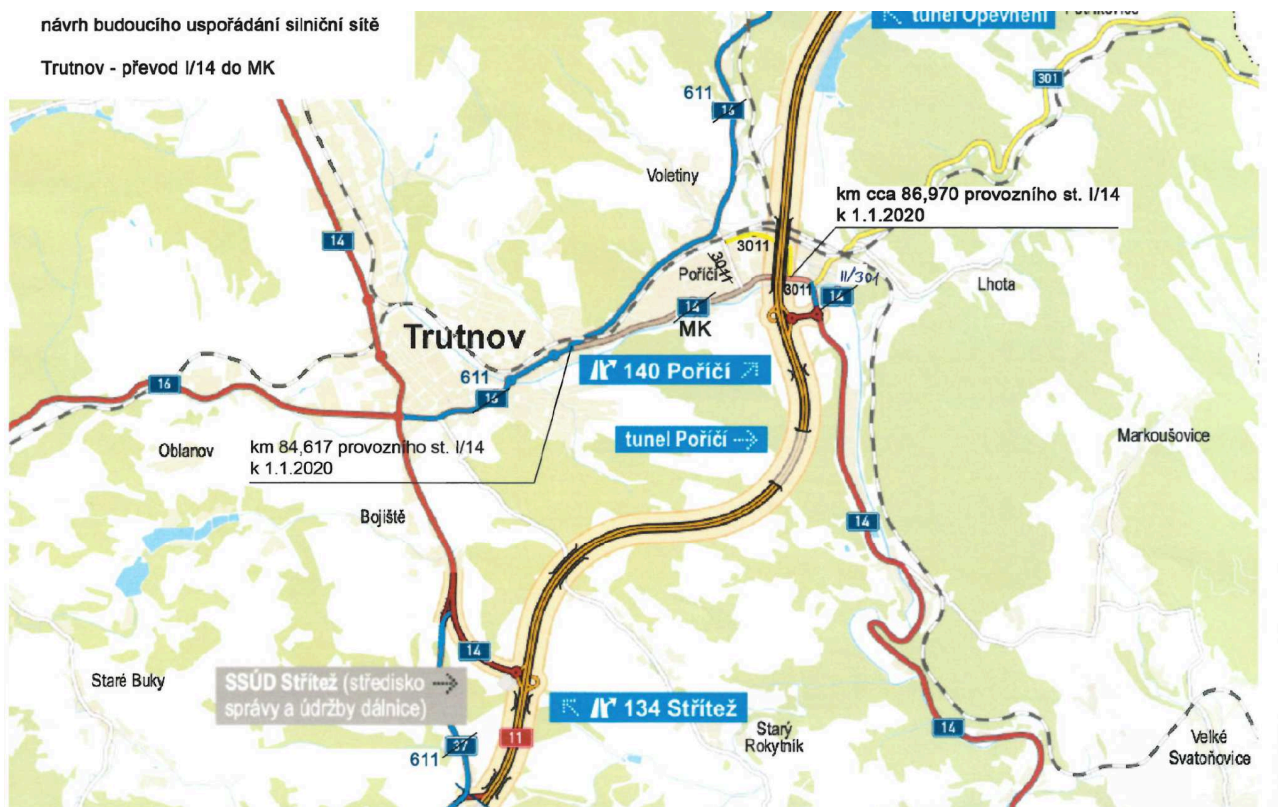 návrh budoucího uspořádání silniční sítě
Trutnov - převod I/14 do MK
tunel Opevnění
301
611
16
Voletiny
km cca 86,970 provozního st. I/14
k 1.1.2020
14
3011
3011
Poříčí
II/301
3011
14
Lhota
14
MK
Trutnov
140 Poříčí
16
611
16
tunel Poříčí
Markoušovice
Oblanov
km 84,617 provozního st. I/14
k 1.1.2020
Bojiště
14
14
Staré Buky
SSÚD Střítež (středisko
správy a údržby dálnice)
134 Střítež
Starý
Rokytník
14
Velké
Svatoňovice
11
37
611